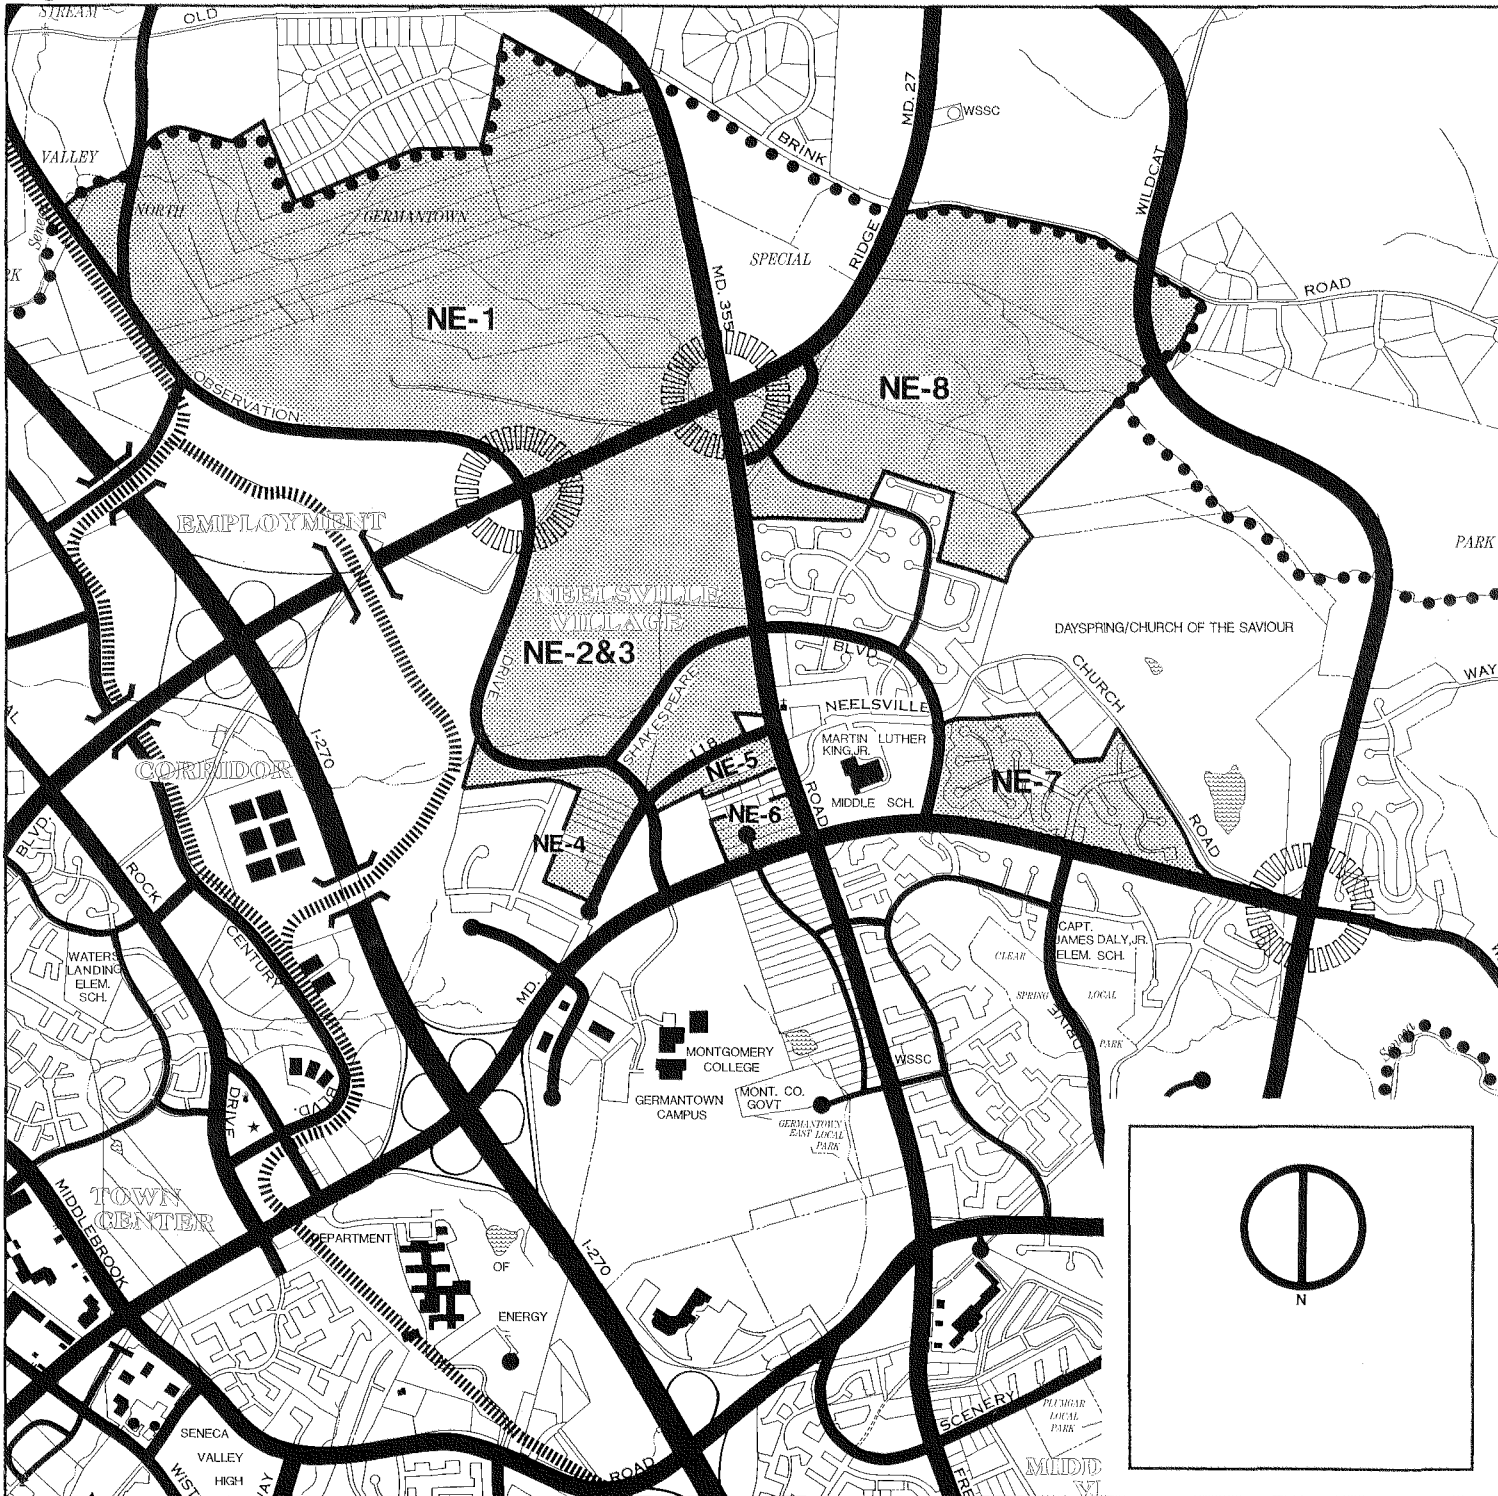 STREAM
OLD
MD. 27
WSSC
BRINK
VALLEY
WILDCAT
NORTH
GERMANTOWN
SPECIAL
RIDGE
ROAD
MD. 355
NE-1
NE-8
OBSERVATION
EMPLOYMENT
PARK
NEELSVILLE
VILLAGE
DAYSPRING/CHURCH OF THE SAVIOUR
BLVD.
NE-2&3
DRIVE
CHURCH
WAY
SHAKESPEARE
NEELSVILLE
I-270
118
MARTIN LUTHER
KING, JR.
MIDDLE SCH.
CORRIDOR
NE-5
NE-7
ROAD
NE-6
BLVD.
NE-4
ROAD
ROCK
CENTURY
WATERS
LANDING
ELEM.
SCH.
CAPT.
JAMES DALY, JR.
ELEM. SCH.
CLEAR
SPRING
LOCAL
PARK
DRIVE
MD.
MONTGOMERY
COLLEGE
GERMANTOWN
CAMPUS
WSSC
MONT. CO.
GOVT
GERMANTOWN
EAST LOCAL
PARK
Seneca
DRIVE
BLVD.
TOWN
CENTER
MIDDLEBROOK
DEPARTMENT
OF
ENERGY
I-270
N
SCENERY
PLUMGAR
LOCAL
PARK
SENECA
VALLEY
HIGH
ROAD